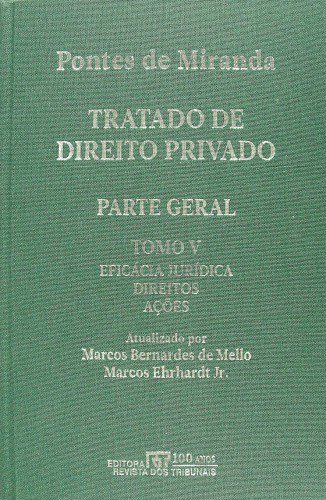 Pontes de Miranda
TRATADO DE
DIREITO PRIVADO
PARTE GERAL
TOMO V
EFICÁCIA JURÍDICA
DIREITOS
AÇÕES
Atualizado por
Marcos Bernardes de Mello
Marcos Ehrhardt Jr.
EDITORA 100 ANOS
REVISTA DOS TRIBUNAIS